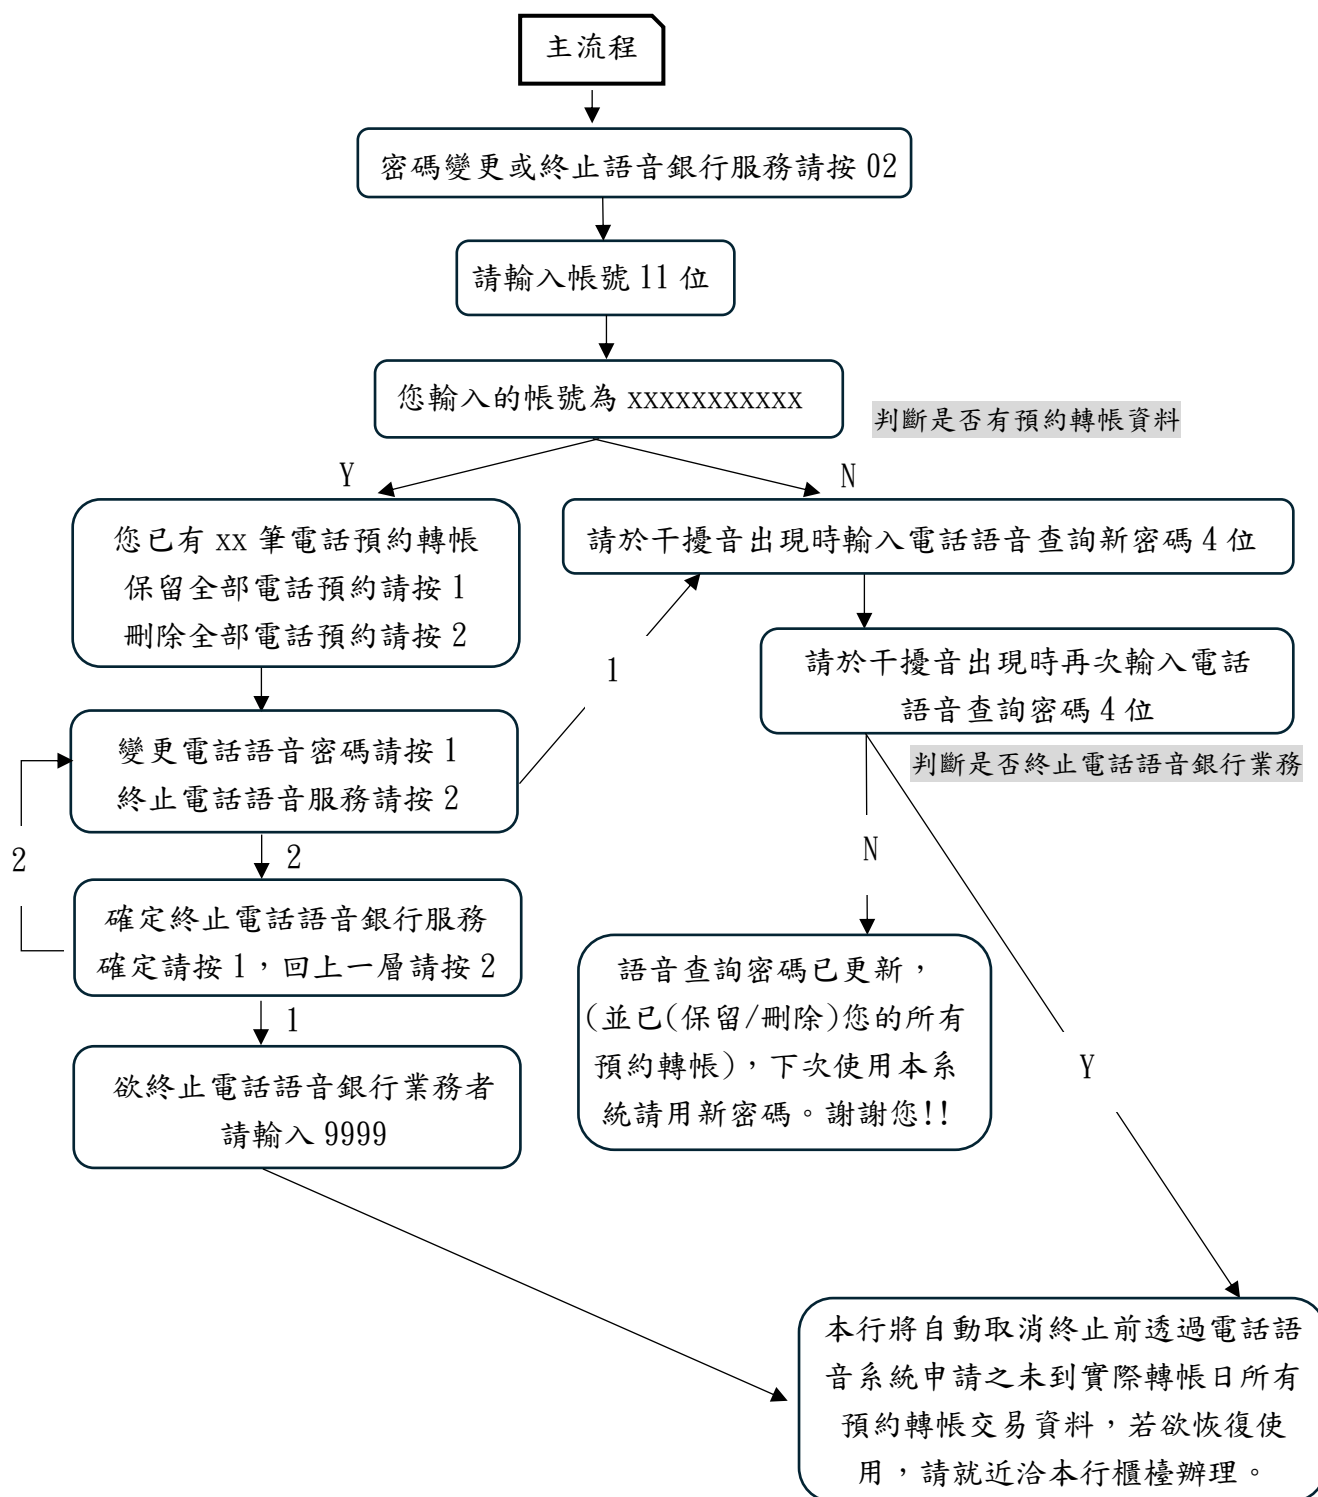 主流程
密碼變更或終止語音銀行服務請按 02
請輸入帳號 11 位
您輸入的帳號為 xxxxxxxxxxx
判斷是否有預約轉帳資料
Y
N
您已有 xx 筆電話預約轉帳
保留全部電話預約請按 1
刪除全部電話預約請按 2
請於干擾音出現時輸入電話語音查詢新密碼 4 位
1
請於干擾音出現時再次輸入電話
語音查詢密碼 4 位
變更電話語音密碼請按 1
終止電話語音服務請按 2
判斷是否終止電話語音銀行業務
2
2
N
確定終止電話語音銀行服務
確定請按 1，回上一層請按 2
1
語音查詢密碼已更新，
(並已(保留/刪除)您的所有
預約轉帳)，下次使用本系
統請用新密碼。謝謝您!!
Y
欲終止電話語音銀行業務者
請輸入 9999
本行將自動取消終止前透過電話語
音系統申請之未到實際轉帳日所有
預約轉帳交易資料，若欲恢復使
用，請就近洽本行櫃檯辦理。